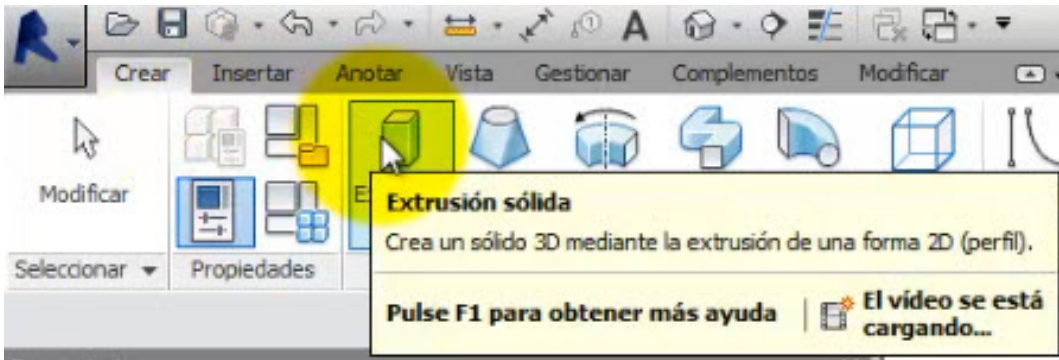 A
Crear Insertar Anotar Vista Gestionar Complementos Modificar
Modificar
Seleccionar Propiedades
Extrusión sólida
Crea un sólido 3D mediante la extrusión de una forma 2D (perfil).
Pulse F1 para obtener más ayuda
El vídeo se está
cargando...